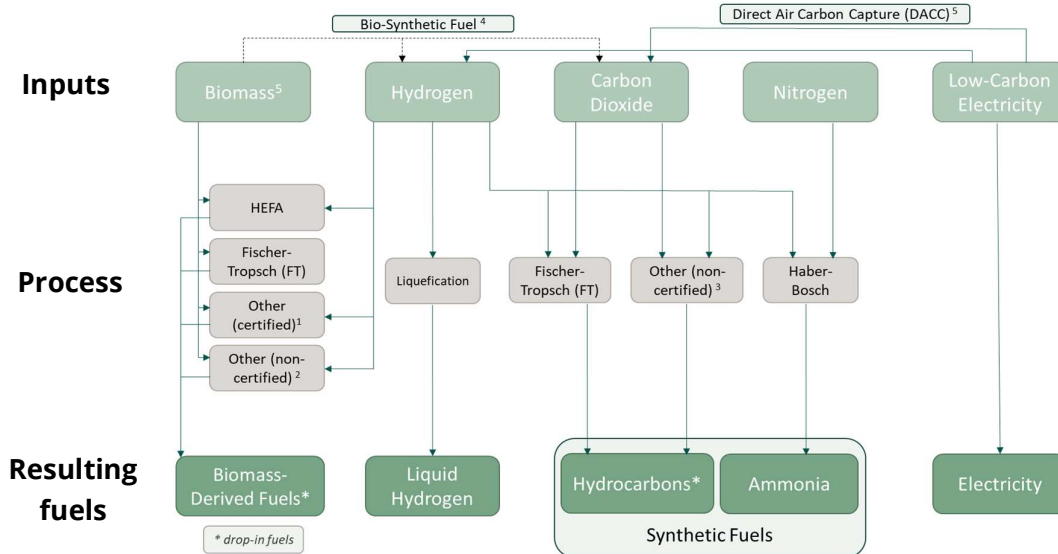 Bio-Synthetic Fuel 4
Direct Air Carbon Capture (DACC) 5
Inputs
Biomass5
Hydrogen
Carbon
Dioxide
Nitrogen
Low-Carbon
Electricity
Process
HEFA
Fischer-
Tropsch (FT)
Other
(certified)1
Other (non-
certified) 2
Liquefication
Fischer-
Tropsch (FT)
Other (non-
certified) 3
Haber-
Bosch
Resulting
fuels
Biomass-
Derived Fuels*
Liquid
Hydrogen
Hydrocarbons*
Ammonia
Electricity
Synthetic Fuels
* drop-in fuels